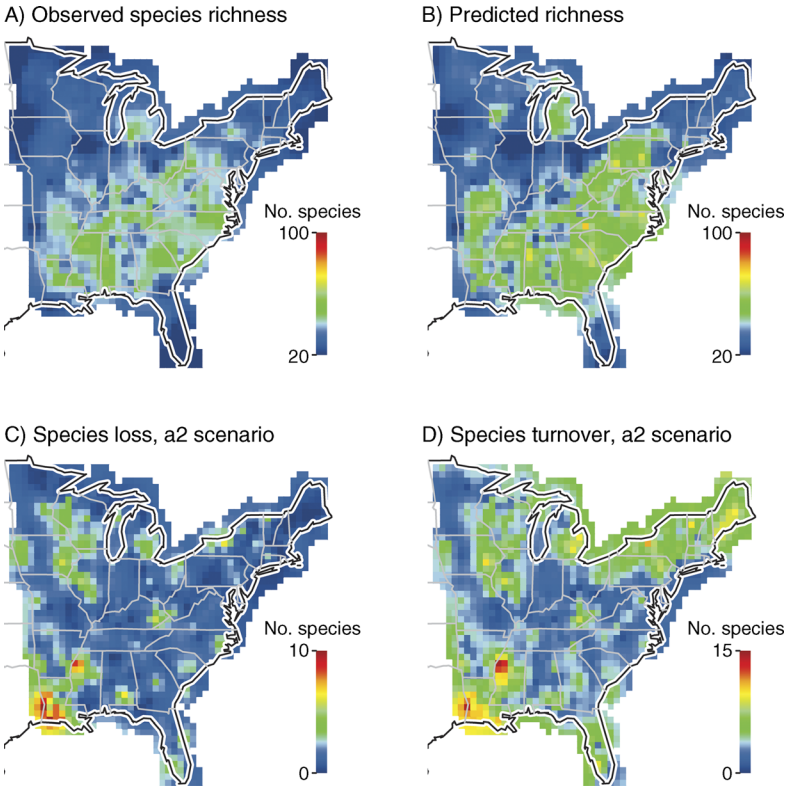 A) Observed species richness
B) Predicted richness
No. species
100
20
No. species
100
20
C) Species loss, a2 scenario
D) Species turnover, a2 scenario
No. species
10
0
No. species
15
0